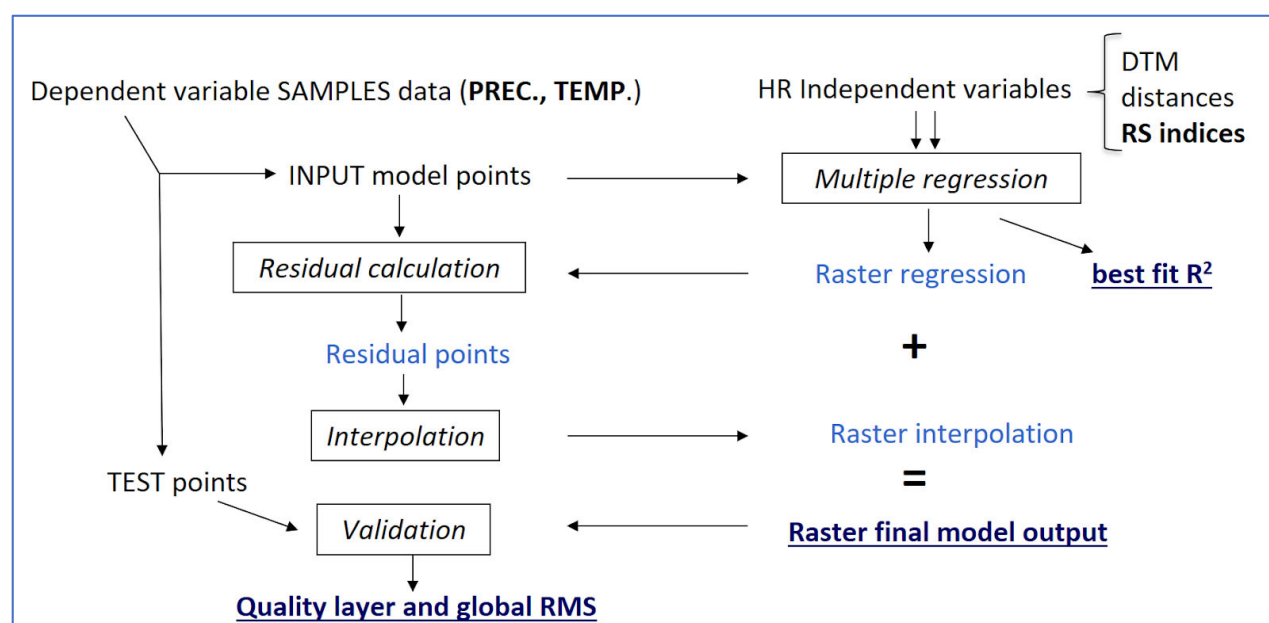 Dependent variable SAMPLES data (PREC., TEMP.)
HR Independent variables
DTM
distances
RS indices
INPUT model points
Multiple regression
Residual calculation
Raster regression
best fit R²
+
Residual points
Interpolation
Raster interpolation
=
TEST points
Validation
Raster final model output
Quality layer and global RMS